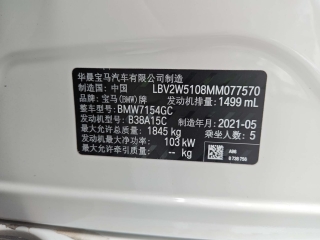 华晨宝马汽车有限公司制造
制造国：中国 LBV2W5108MM077570
品牌：宝马(BMW)牌 发动机排量：1499 mL
整车型号：BMW7154GC
发动机型号：B38A15C 制造年月：2021-05
最大允许总质量：1845 kg 乘坐人数：5
发动机最大净功率：103 kW
最大允许牵引质量：-- kg